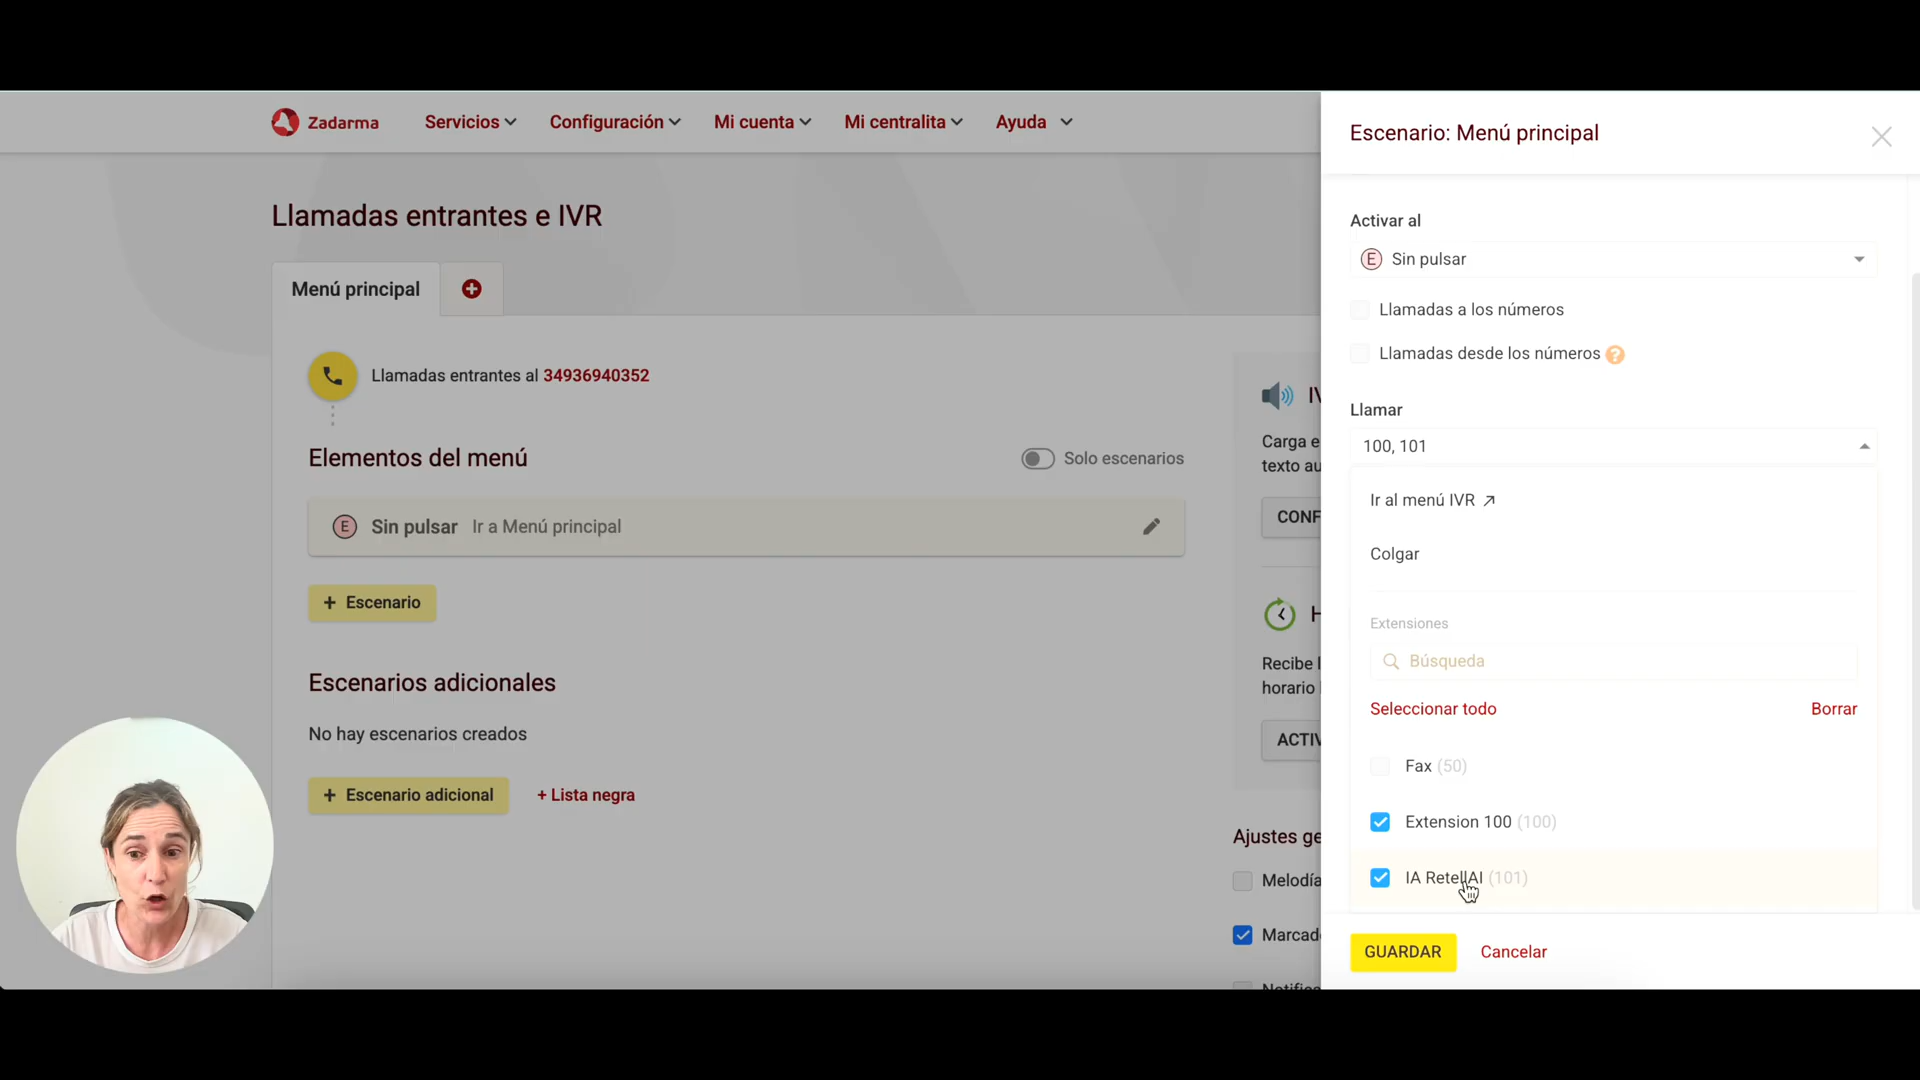 Zadarma
Servicios
Configuración
Mi cuenta
Mi centralita
Ayuda
Llamadas entrantes e IVR
Menú principal
Llamadas entrantes al 34936940352
Elementos del menú
Solo escenarios
E Sin pulsar Ir a Menú principal
+ Escenario
Escenarios adicionales
No hay escenarios creados
+ Escenario adicional
+ Lista negra
Carga e
texto au
CONF
Recibe l
horario
ACTIV
Ajustes ge
Melodía
Marcad
Escenario: Menú principal
Activar al
E Sin pulsar
Llamadas a los números
Llamadas desde los números ?
Llamar
100, 101
Ir al menú IVR
Colgar
Extensiones
Búsqueda
Seleccionar todo
Borrar
Fax (50)
Extension 100 (100)
IA RetellAI (101)
GUARDAR
Cancelar